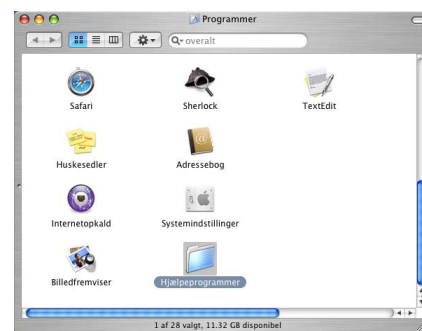 Programmer
overalt
Safari
Sherlock
TextEdit
Huskesedler
Adressebog
Internetopkald
Systemindstillinger
Billedfremviser
Hjælpeprogrammer
1 af 28 valgt, 11.32 GB disponibel